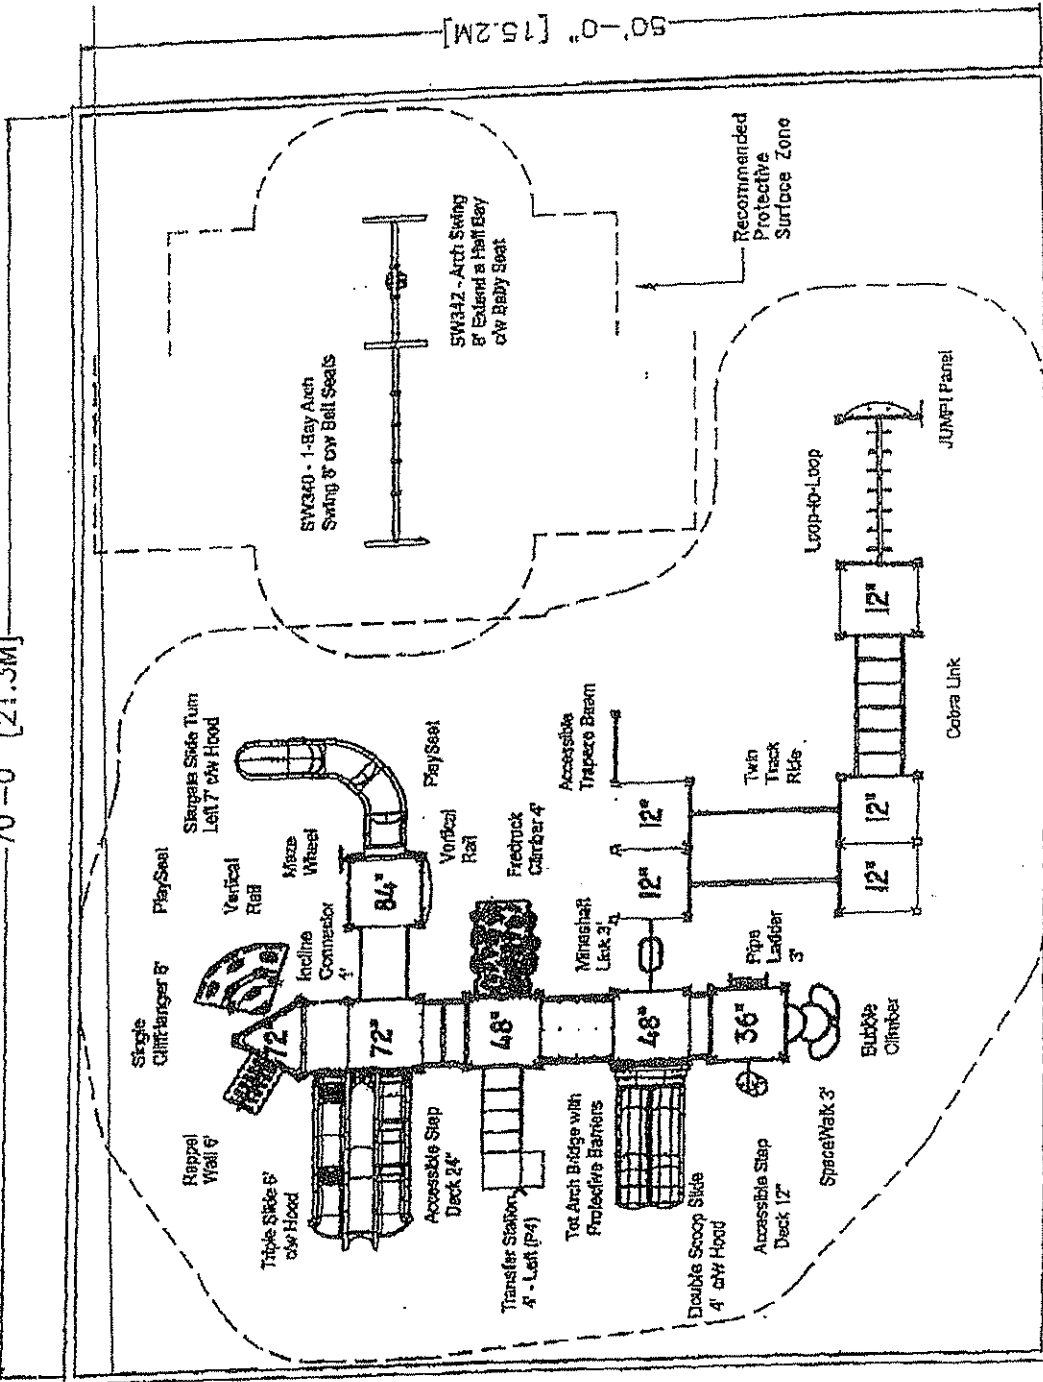 70'-0" [21.3M]
50'-0" [15.2M]
SW340 - 1-Bay Arch
Swing 8' c/w Belt Seats
SW342 - Arch Swing
8' Extend a Half Bay
c/w Baby Seat
Recommended
Protective
Surface Zone
Single
Cliffhanger 6'
PlaySeat
Vertical
Rail
Stargate Slide Turn
Left 7' c/w Hood
Maze
Wheel
Incline
Connector
4'
PlaySeat
Vertical
Rail
Rappel
Wall 6'
72"
72"
84"
Triple Slide 6'
c/w Hood
Accessible Step
Deck 24"
48"
Fredrock
Climber 4'
Transfer Station
4' - Left (P4)
Tot Arch Bridge with
Protective Barriers
Mineshaft
Link 3'
12"
12"
Accessible
Trapeze Beam
48"
Double Scoop Slide
4' c/w Hood
Accessible Step
Deck 12"
36"
Pipe
Ladder
3'
Twin
Track
Ride
SpaceWalk 3'
Bubble
Climber
12"
12"
Cobra Link
12"
Loop-to-Loop
JUMP! Panel